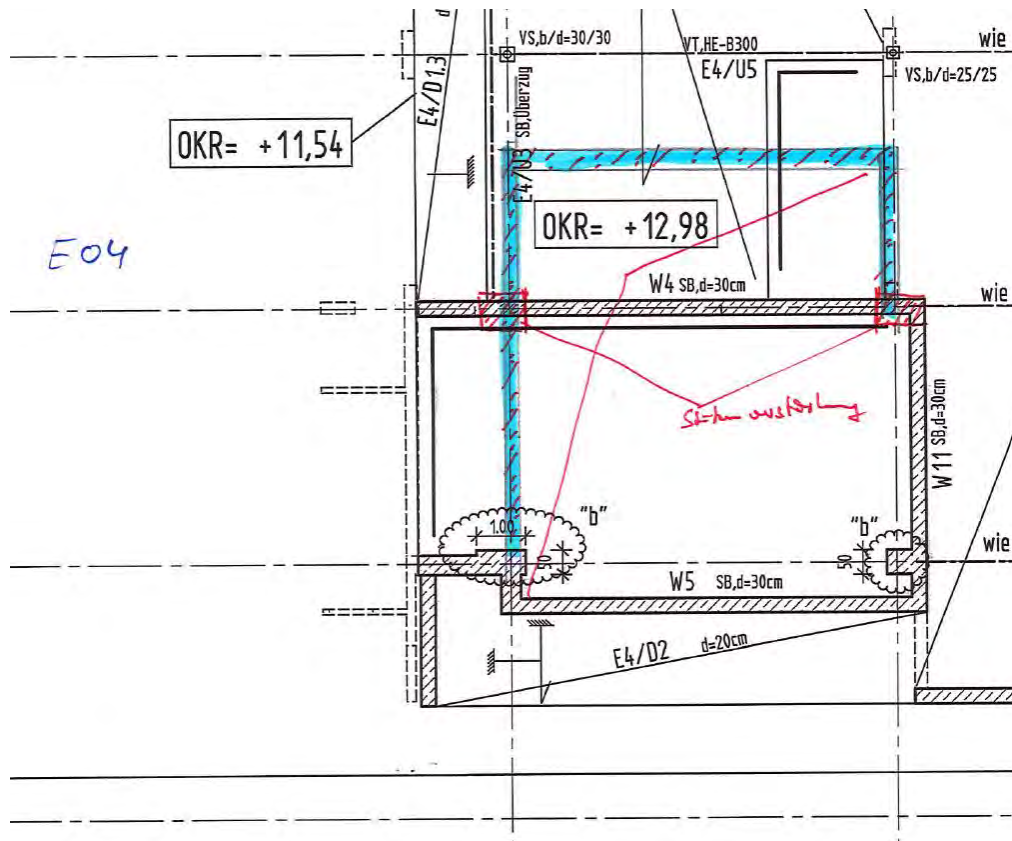 d
VS,b/d=30/30
VT,HE-B300
E4/U5
wie
VS,b/d=25/25
E4/D1.3
SB,Überzug
E4/U3
OKR= +11,54
OKR= +12,98
E04
W4 SB,d=30cm
wie
W11 SB,d=30cm
"b"
1.00
50
"b"
50
wie
W5 SB,d=30cm
E4/D2 d=20cm